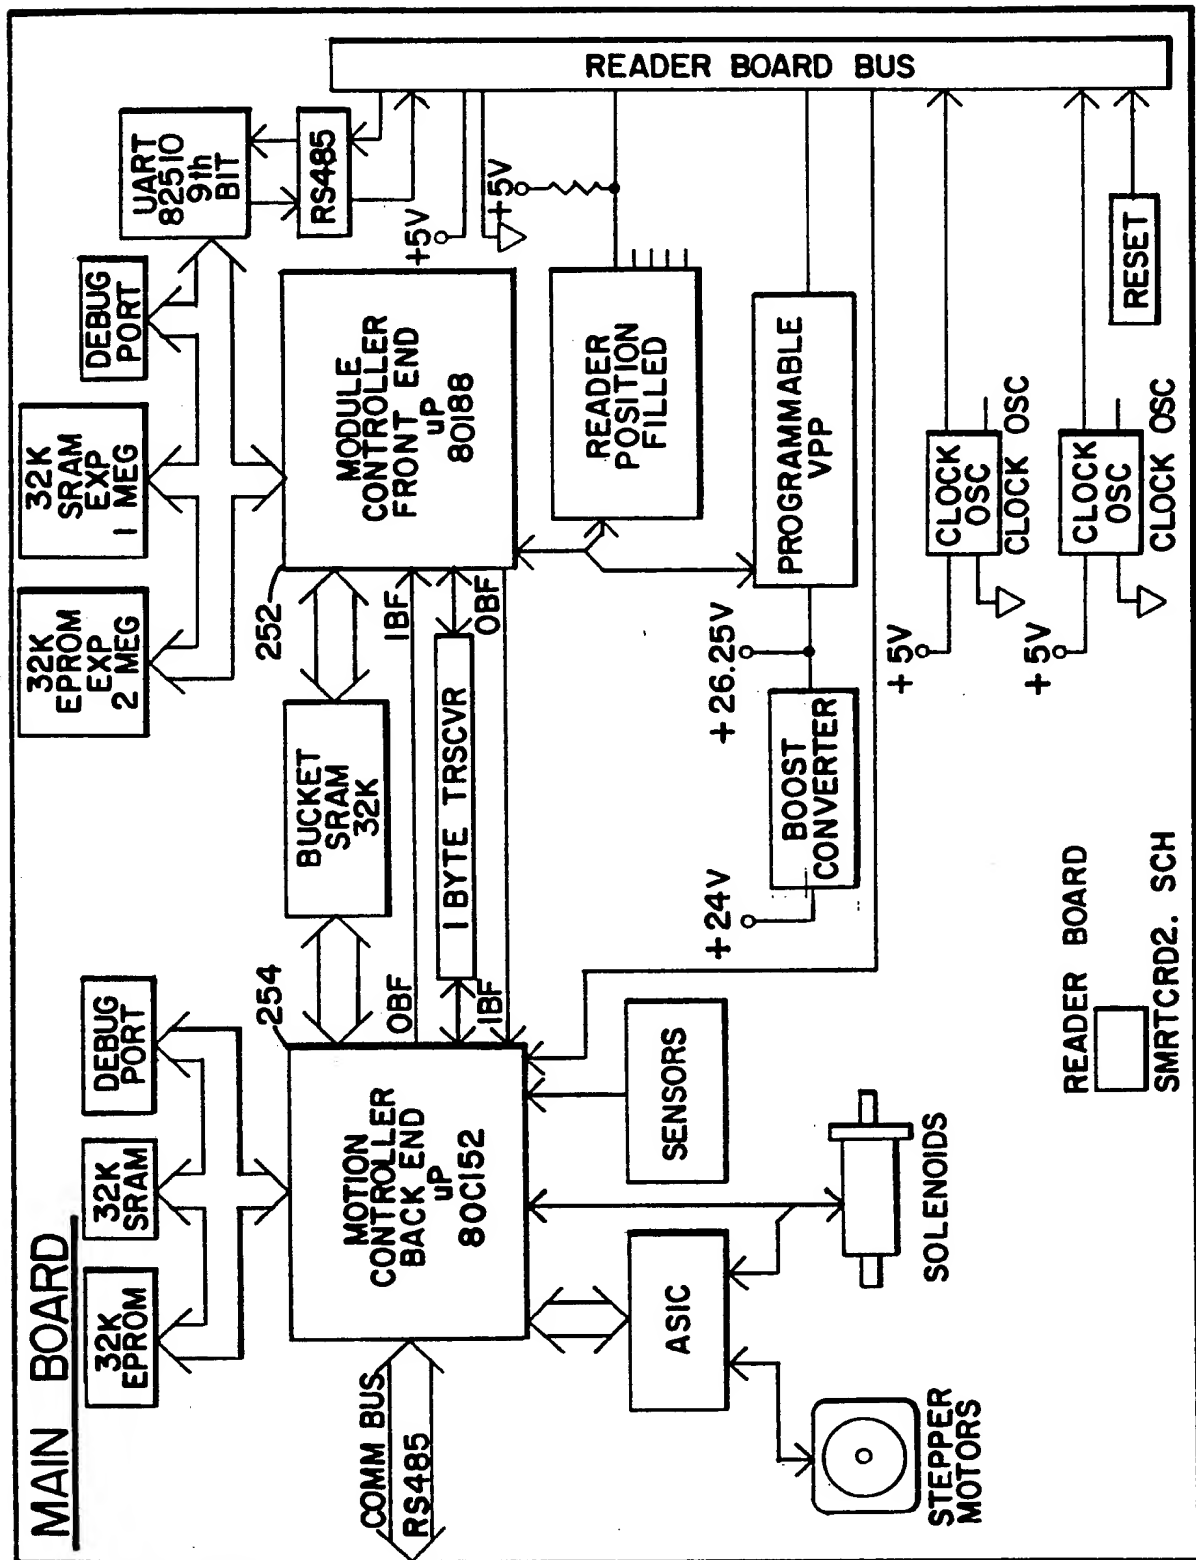 MAIN BOARD
32K
EPROM
32K
SRAM
DEBUG
PORT
32K
EPROM
EXP
2 MEG
32K
SRAM
EXP
1 MEG
DEBUG
PORT
UART
82510
9th
BIT
RS485
READER BOARD BUS
COMM BUS
RS485
MOTION
CONTROLLER
BACK END
uP
80C152
254
OBF
IBF
BUCKET
SRAM
32K
1 BYTE TRSCVR
252
IBF
OBF
MODULE
CONTROLLER
FRONT END
uP
80188
+5V
+5V
READER
POSITION
FILLED
ASIC
SENSORS
STEPPER
MOTORS
SOLENOIDS
+24V
BOOST
CONVERTER
+26.25V
PROGRAMMABLE
VPP
+5V
CLOCK
OSC
CLOCK OSC
+5V
CLOCK
OSC
CLOCK OSC
RESET
READER BOARD
SMRTCRD2. SCH